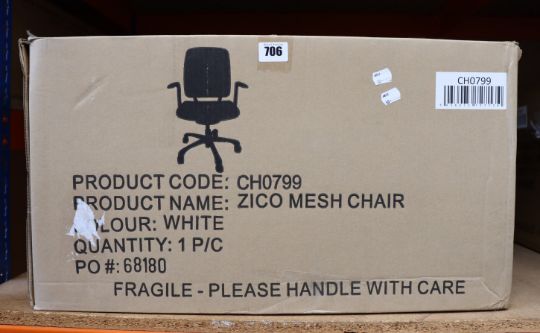 706
CH0799
PRODUCT CODE: CH0799
PRODUCT NAME: ZICO MESH CHAIR
LOUR: WHITE
QUANTITY: 1 P/C
PO #: 68180
FRAGILE - PLEASE HANDLE WITH CARE